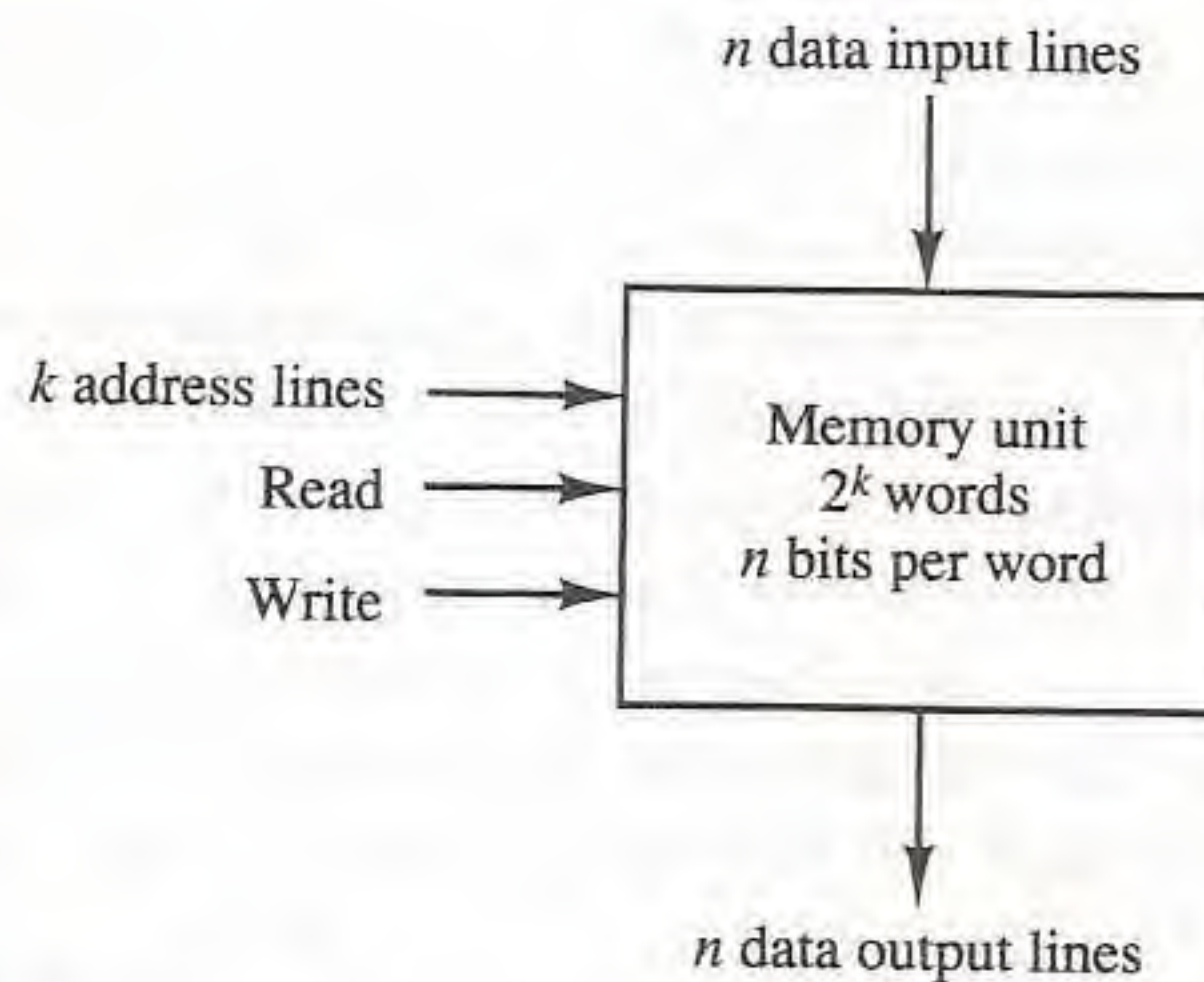 n data input lines
k address lines
Read
Write
Memory unit
2ᵏ words
n bits per word
n data output lines